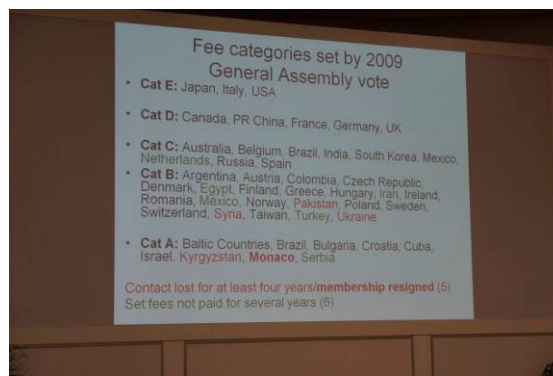 Fee categories set by 2009
General Assembly vote
• Cat E: Japan, Italy, USA
• Cat D: Canada, PR China, France, Germany, UK
• Cat C: Australia, Belgium, Brazil, India, South Korea, Mexico,
Netherlands, Russia, Spain
• Cat B: Argentina, Austria, Colombia, Czech Republic,
Denmark, Egypt, Finland, Greece, Hungary, Iran, Ireland,
Romania, Mexico, Norway, Pakistan, Poland, Sweden,
Switzerland, Syria, Taiwan, Turkey, Ukraine
• Cat A: Baltic Countries, Brazil, Bulgaria, Croatia, Cuba,
Israel, Kyrgyzstan, Monaco, Serbia
Contact lost for at least four years/membership resigned (5)
Set fees not paid for several years (6)